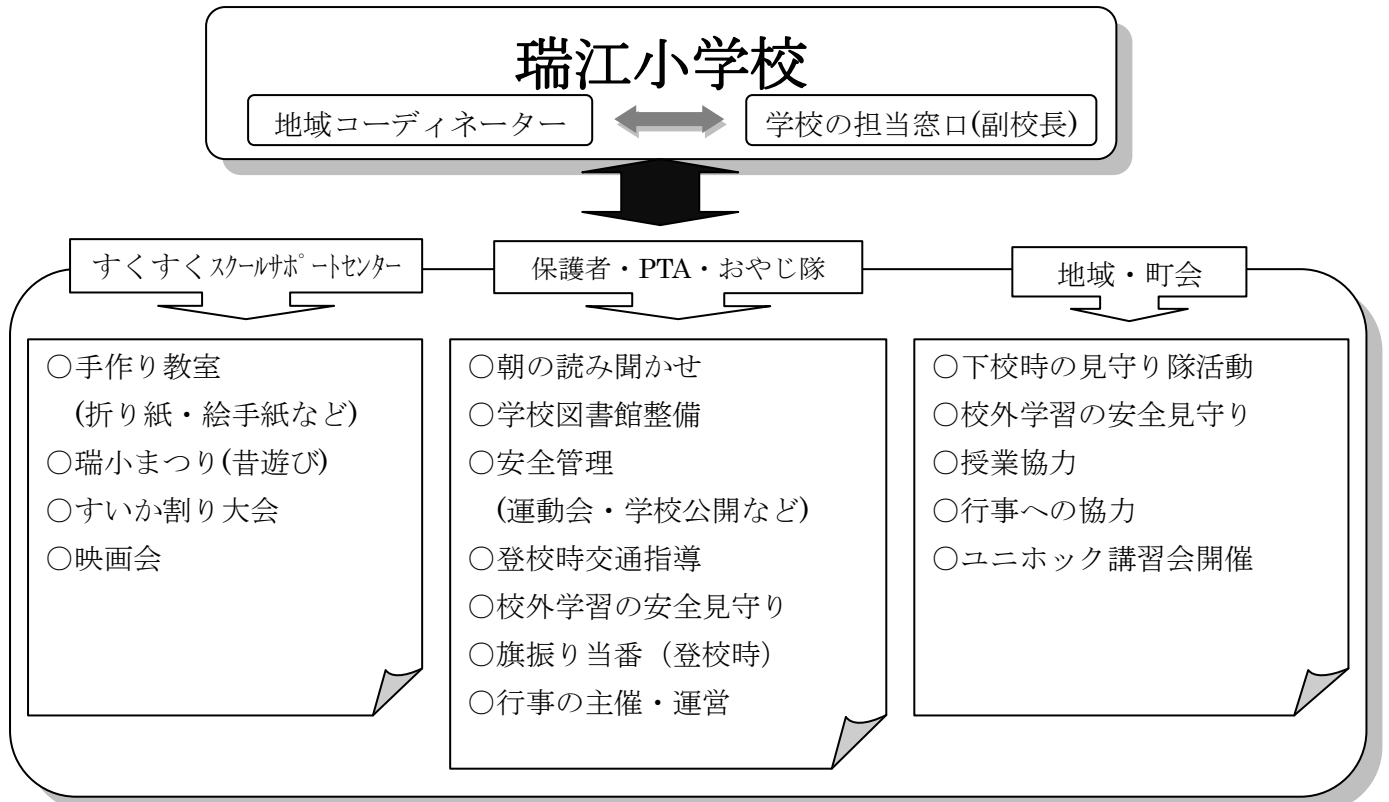 瑞江小学校
地域コーディネーター
学校の担当窓口(副校長)
すくすくスクールサポートセンター
保護者・PTA・おやじ隊
地域・町会
○手作り教室
(折り紙・絵手紙など)
○瑞小まつり(昔遊び)
○すいか割り大会
○映画会
○朝の読み聞かせ
○学校図書館整備
○安全管理
(運動会・学校公開など)
○登校時交通指導
○校外学習の安全見守り
○旗振り当番（登校時）
○行事の主催・運営
○下校時の見守り隊活動
○校外学習の安全見守り
○授業協力
○行事への協力
○ユニホック講習会開催